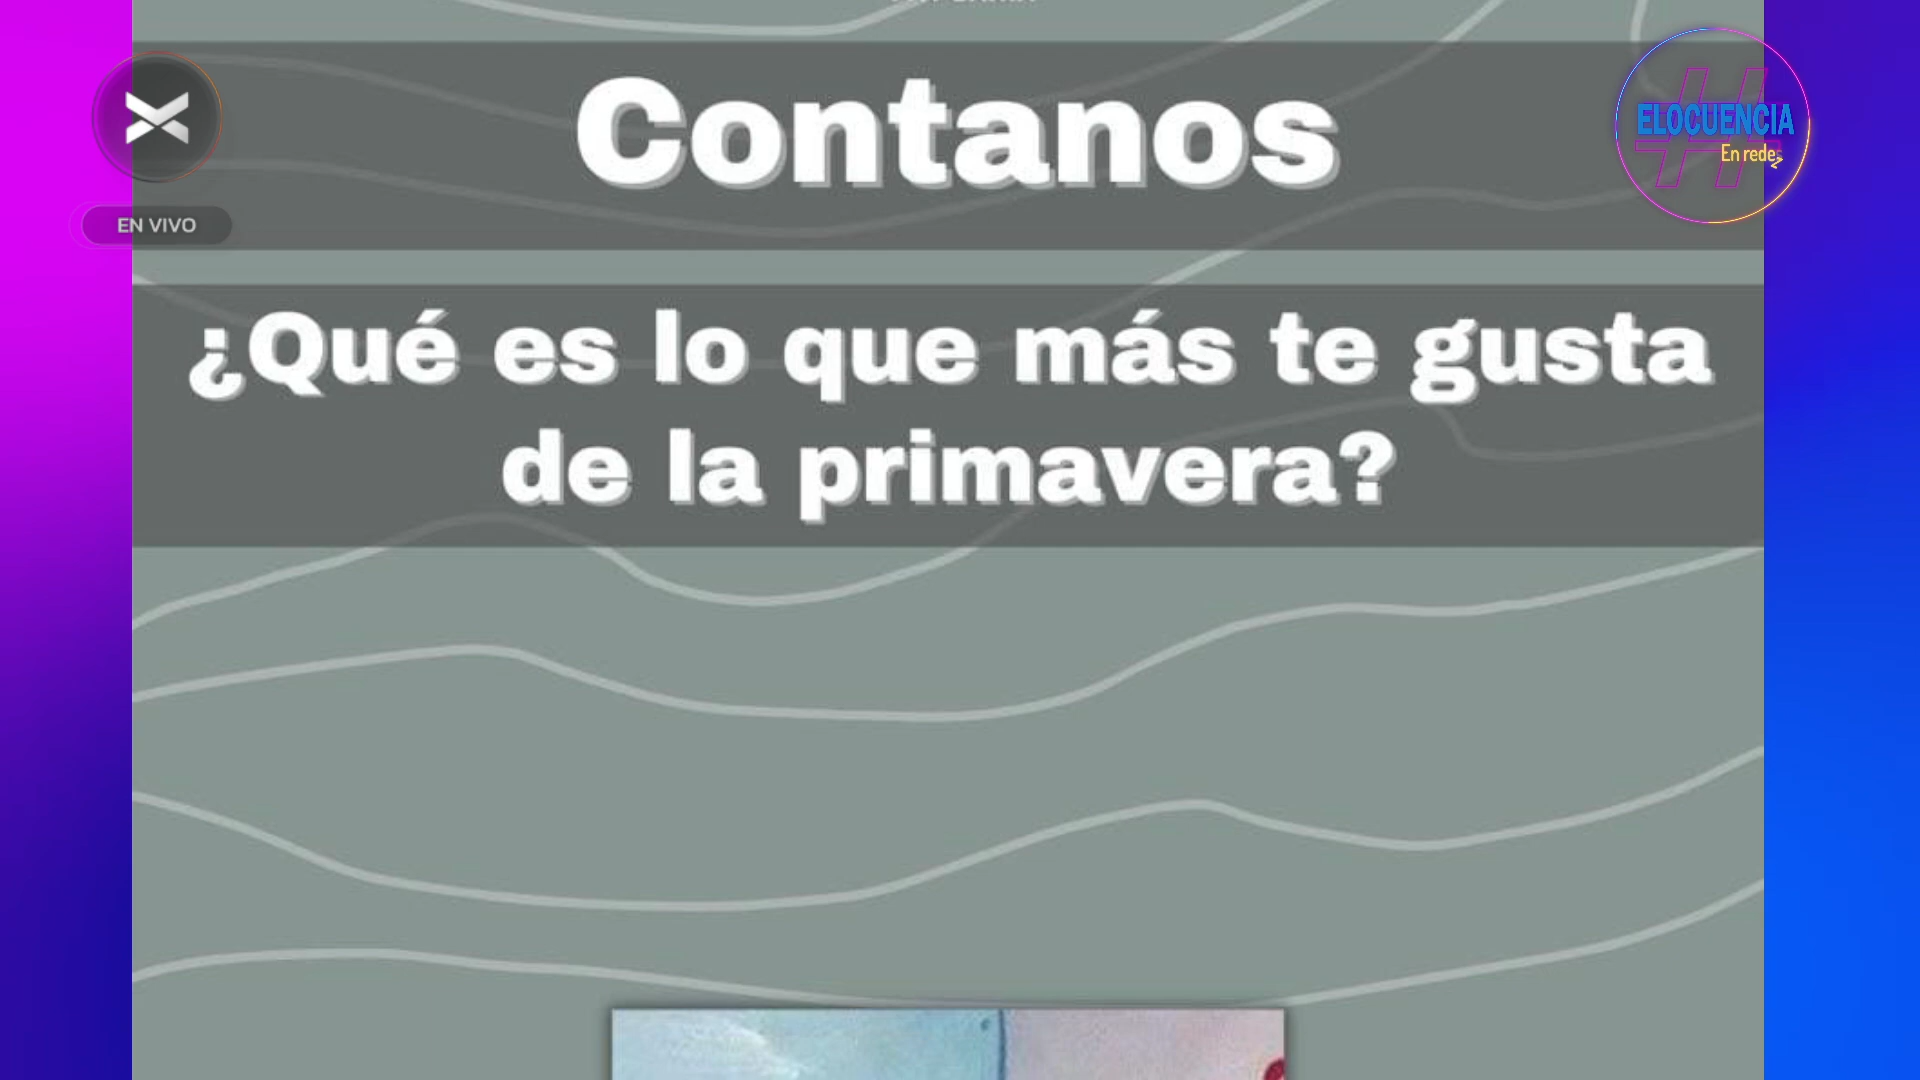 Contanos
EN VIVO
ELOCUENCIA
En redes
¿Qué es lo que más te gusta
de la primavera?